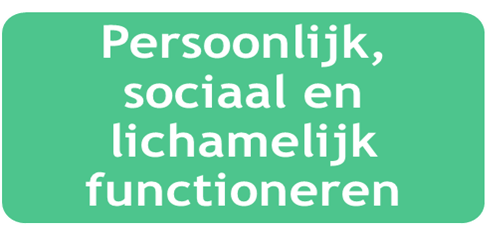 Persoonlijk,
sociaal en
lichamelijk
functioneren